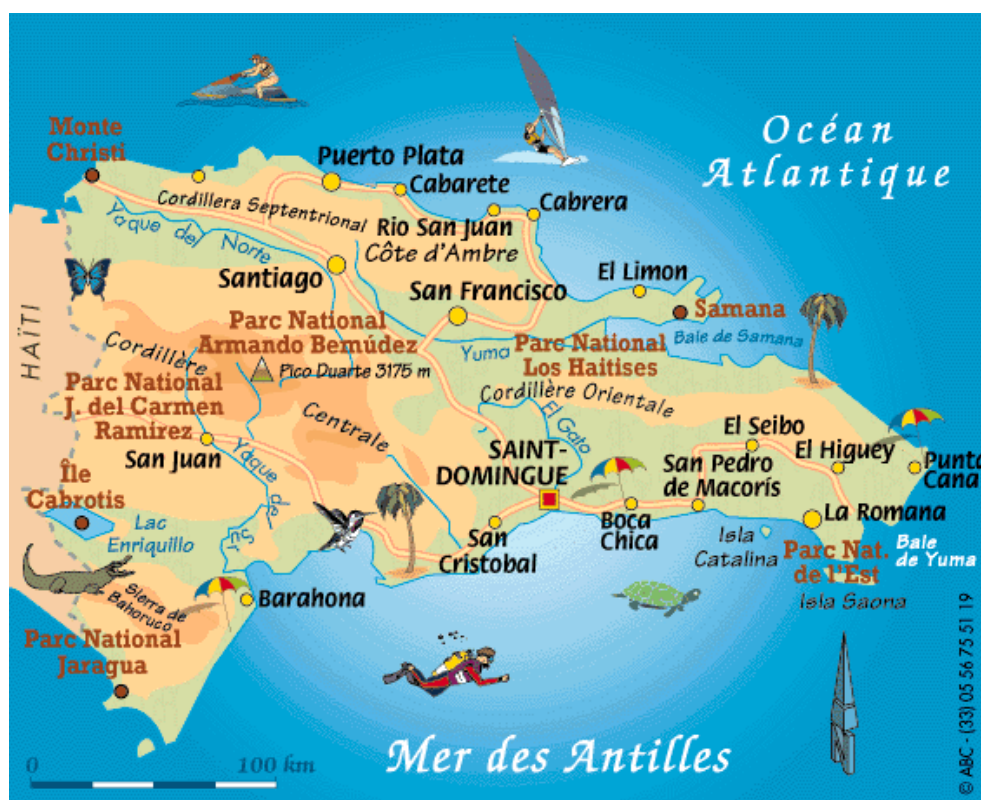 Océan
Atlantique
Monte
Christi
Puerto Plata
Cabarete
Cabrera
Cordillera Septentrional
Rio San Juan
Yaque del Norte
Côte d'Ambre
Santiago
El Limon
San Francisco
Samana
HAÏTI
Parc National
Armando Bemúdez
Yuma
Parc National
Los Haitises
Baie de Samana
Cordillère
Centrale
Pico Duarte 3175 m
Parc National
J. del Carmen
Ramirez
Cordillère Orientale
El Gato
El Seibo
San Juan
Yaque del
Sur
SAINT-
DOMINGUE
El Higuey
Punta
Cana
San Pedro
de Macorís
Île
Cabrotis
Lac
Enriquillo
San
Cristobal
Boca
Chica
La Romana
Isla
Catalina
Parc Nat.
de l'Est
Baie
de Yuma
Isla Saona
Sierra de
Bahoruco
Barahona
Parc National
Jaragua
Mer des Antilles
0 100 km
© ABC - (33) 05 56 75 51 19